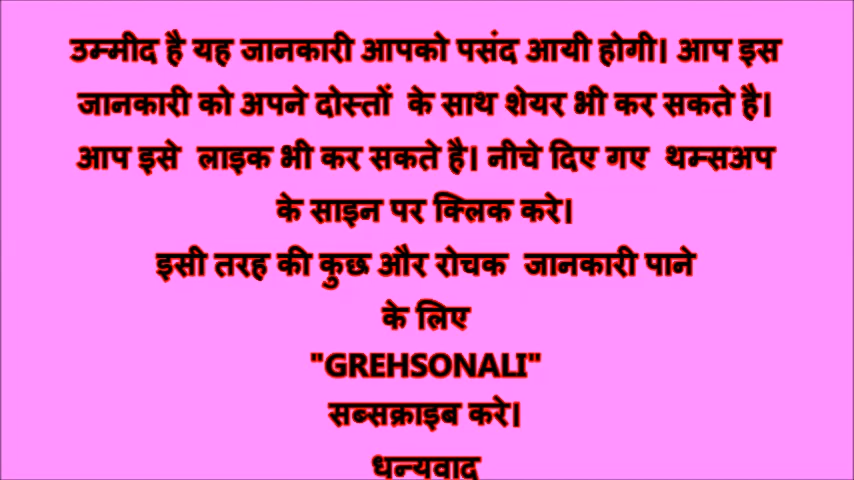 उम्मीद है यह जानकारी आपको पसंद आयी होगी। आप इस
जानकारी को अपने दोस्तों के साथ शेयर भी कर सकते है।
आप इसे लाइक भी कर सकते है। नीचे दिए गए थम्सअप
के साइन पर क्लिक करे।
इसी तरह की कुछ और रोचक जानकारी पाने
के लिए
"GREHSONALI"
सब्सक्राइब करे।
धन्यवाद